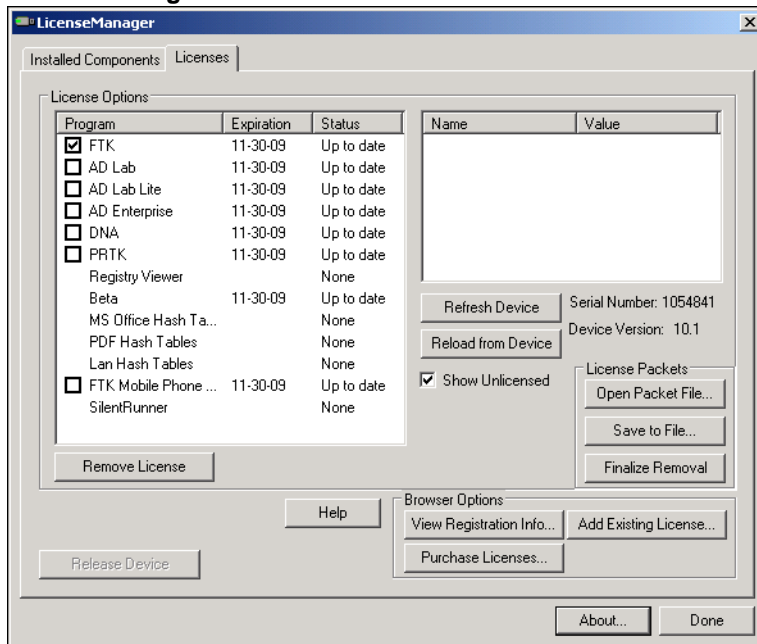 LicenseManager
Installed Components Licenses
License Options
Program Expiration Status
FTK 11-30-09 Up to date
AD Lab 11-30-09 Up to date
AD Lab Lite 11-30-09 Up to date
AD Enterprise 11-30-09 Up to date
DNA 11-30-09 Up to date
PRTK 11-30-09 Up to date
Registry Viewer None
Beta 11-30-09 Up to date
MS Office Hash Ta... None
PDF Hash Tables None
Lan Hash Tables None
FTK Mobile Phone ... 11-30-09 Up to date
SilentRunner None
Remove License
Name Value
Refresh Device
Serial Number: 1054841
Reload from Device
Device Version: 10.1
Show Unlicensed
License Packets
Open Packet File...
Save to File...
Finalize Removal
Help
Browser Options
View Registration Info... Add Existing License...
Purchase Licenses...
Release Device
About... Done